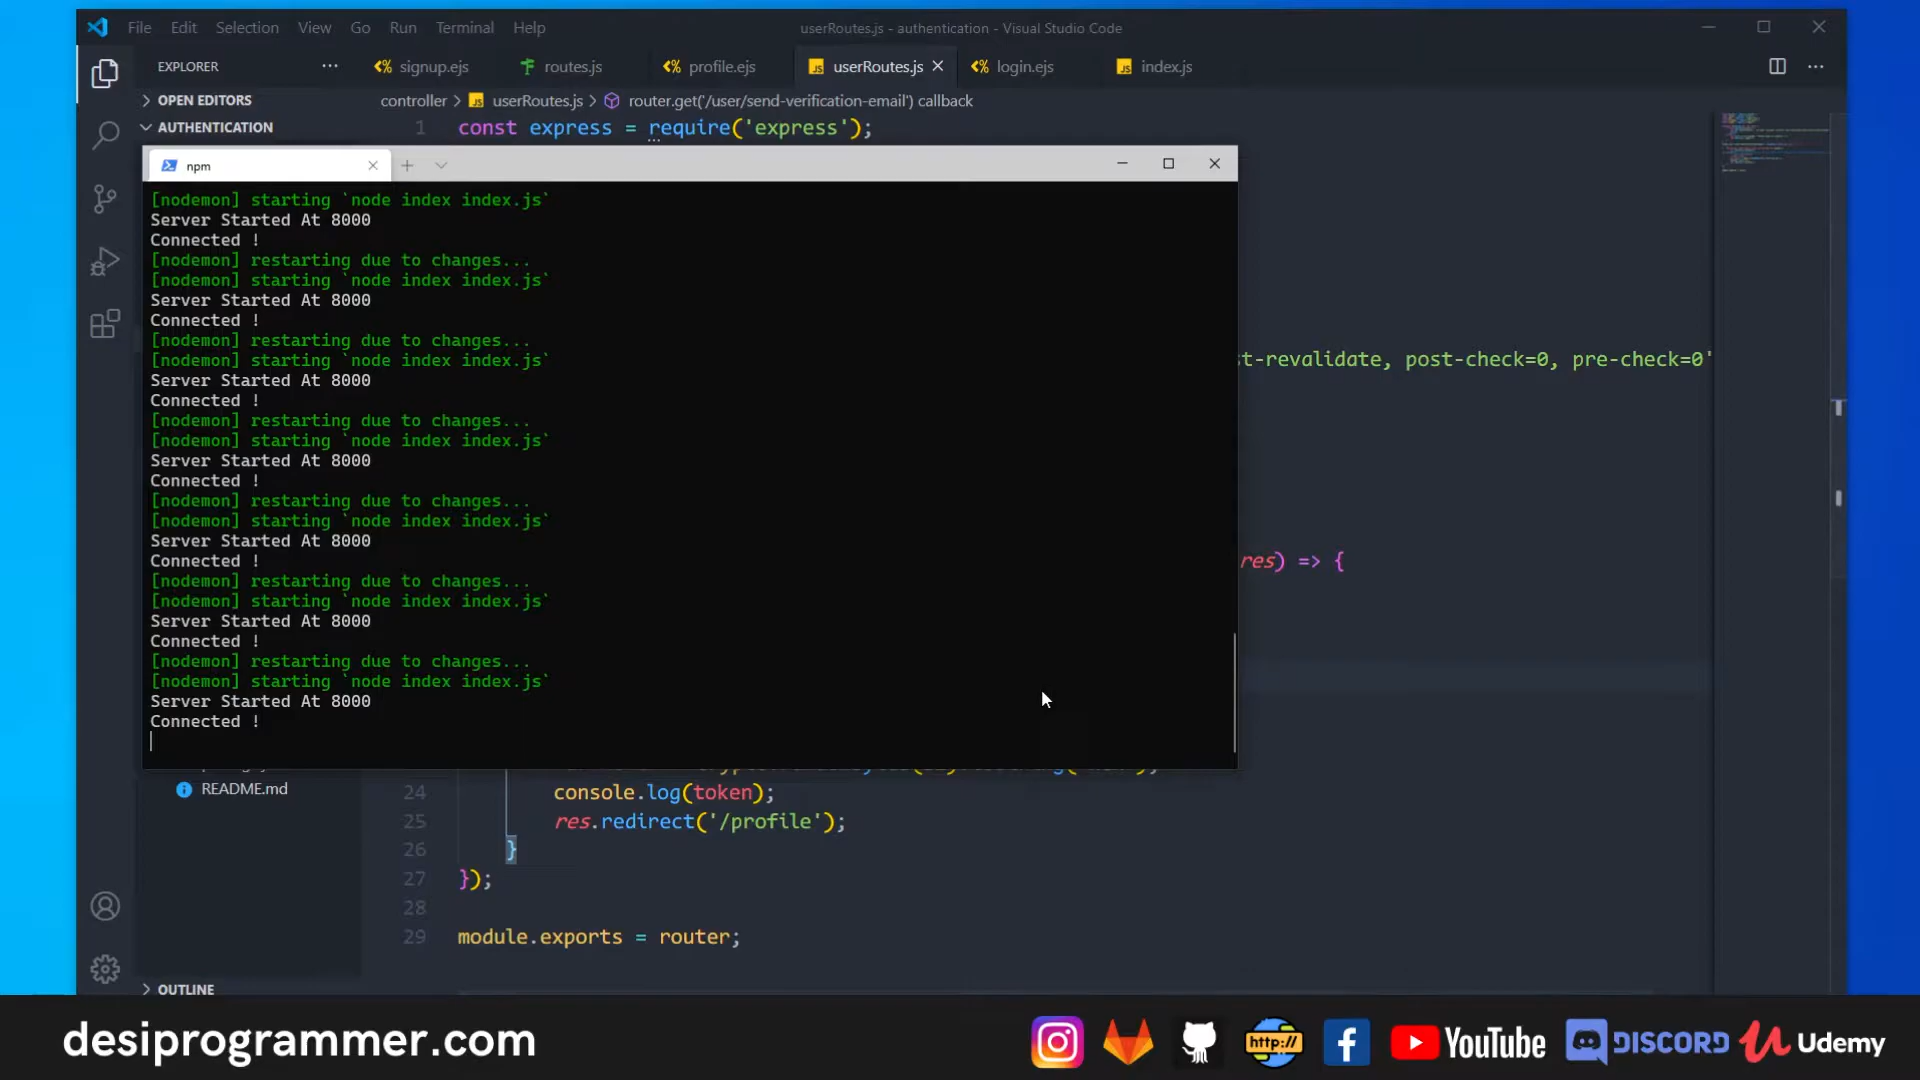 File Edit Selection View Go Run Terminal Help
userRoutes.js - authentication - Visual Studio Code
EXPLORER
signup.ejs
routes.js
profile.ejs
userRoutes.js
login.ejs
index.js
OPEN EDITORS
controller > userRoutes.js > router.get('/user/send-verification-email') callback
AUTHENTICATION
1 const express = require('express');
npm
[nodemon] starting `node index index.js`
Server Started At 8000
Connected !
[nodemon] restarting due to changes...
[nodemon] starting `node index index.js`
Server Started At 8000
Connected !
[nodemon] restarting due to changes...
[nodemon] starting `node index index.js`
Server Started At 8000
Connected !
[nodemon] restarting due to changes...
[nodemon] starting `node index index.js`
Server Started At 8000
Connected !
[nodemon] restarting due to changes...
[nodemon] starting `node index index.js`
Server Started At 8000
Connected !
[nodemon] restarting due to changes...
[nodemon] starting `node index index.js`
Server Started At 8000
Connected !
[nodemon] restarting due to changes...
[nodemon] starting `node index index.js`
Server Started At 8000
Connected !
st-revalidate, post-check=0, pre-check=0'
res) => {
README.md
24 console.log(token);
25 res.redirect('/profile');
26 }
27 });
28
29 module.exports = router;
OUTLINE
desiprogrammer.com
http://
YouTube
DISCORD
Udemy